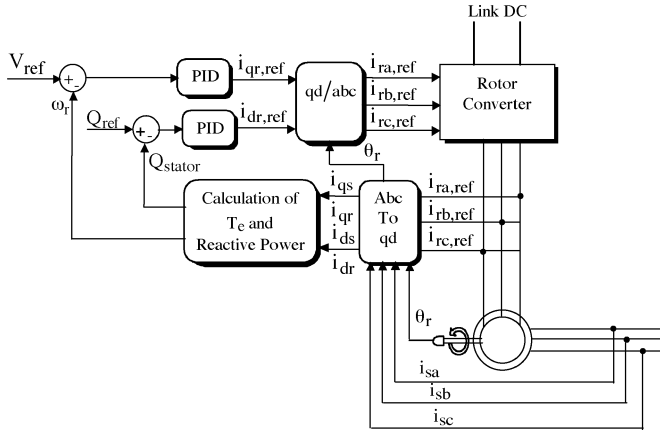 Link DC
V_ref
+
-
PID
i_qr,ref
qd/abc
i_ra,ref
i_rb,ref
i_rc,ref
Rotor
Converter
ω_r
Q_ref
+
-
PID
i_dr,ref
Q_stator
θ_r
Calculation of
T_e and
Reactive Power
i_qs
i_qr
i_ds
i_dr
Abc
To
qd
i_ra,ref
i_rb,ref
i_rc,ref
θ_r
i_sa
i_sb
i_sc